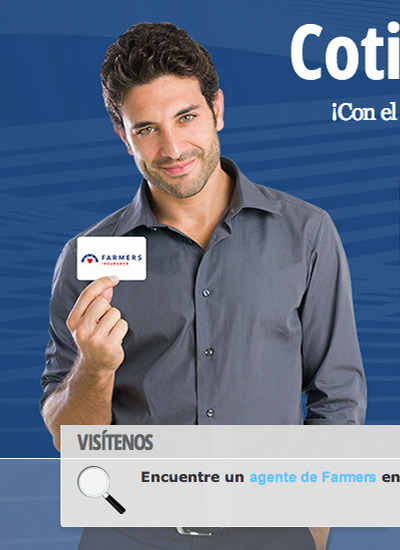 Coti
¡Con el
FARMERS
INSURANCE
VISÍTENOS
Encuentre un agente de Farmers en